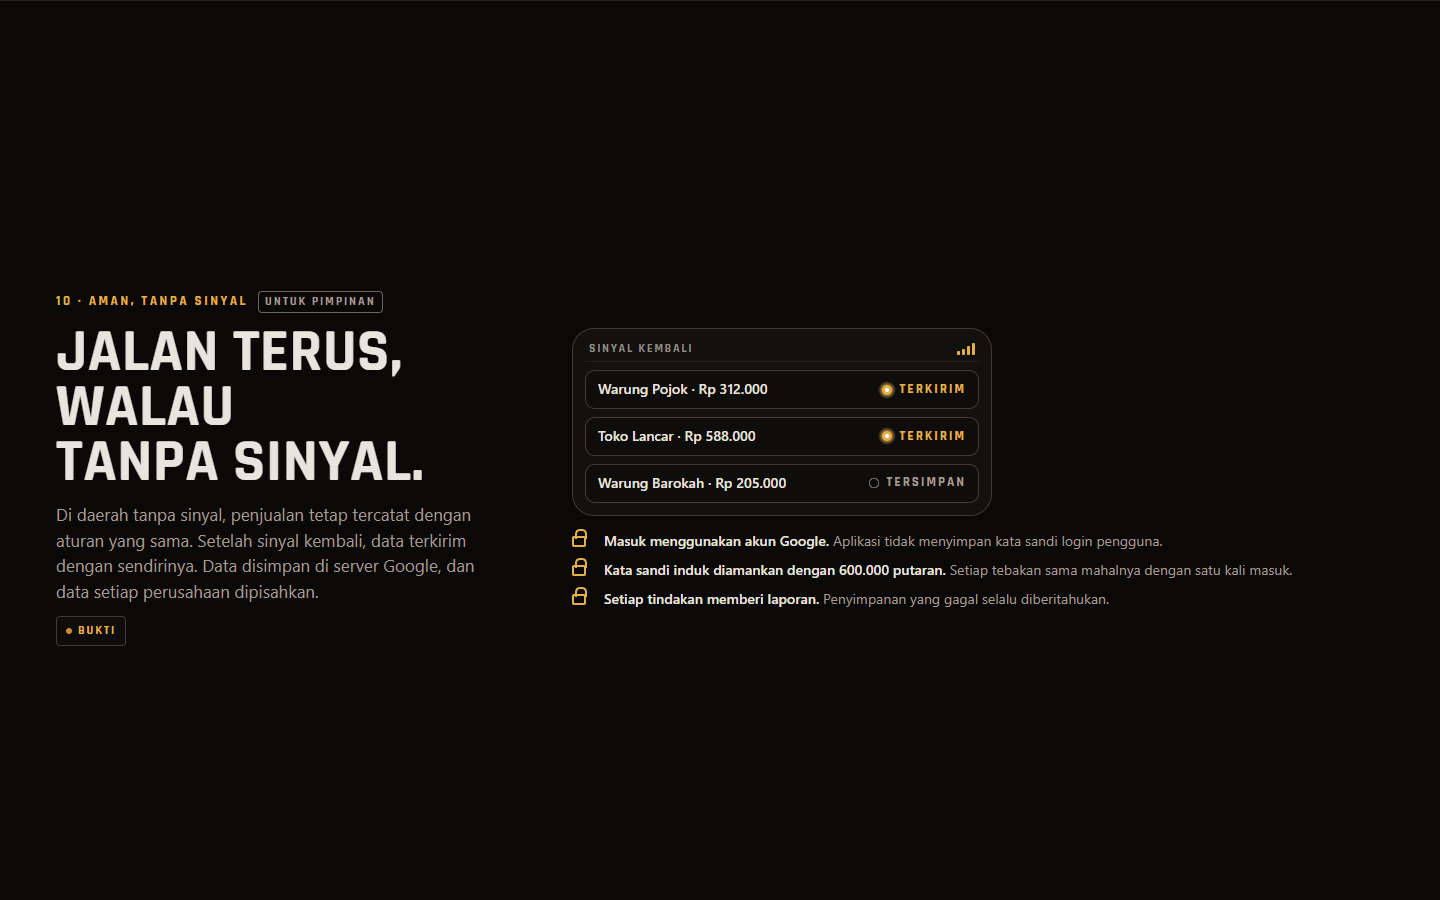 10 · AMAN, TANPA SINYAL UNTUK PIMPINAN
JALAN TERUS,
WALAU
TANPA SINYAL.
Di daerah tanpa sinyal, penjualan tetap tercatat dengan
aturan yang sama. Setelah sinyal kembali, data terkirim
dengan sendirinya. Data disimpan di server Google, dan
data setiap perusahaan dipisahkan.
BUKTI
SINYAL KEMBALI
Warung Pojok · Rp 312.000 TERKIRIM
Toko Lancar · Rp 588.000 TERKIRIM
Warung Barokah · Rp 205.000 TERSIMPAN
Masuk menggunakan akun Google. Aplikasi tidak menyimpan kata sandi login pengguna.
Kata sandi induk diamankan dengan 600.000 putaran. Setiap tebakan sama mahalnya dengan satu kali masuk.
Setiap tindakan memberi laporan. Penyimpanan yang gagal selalu diberitahukan.